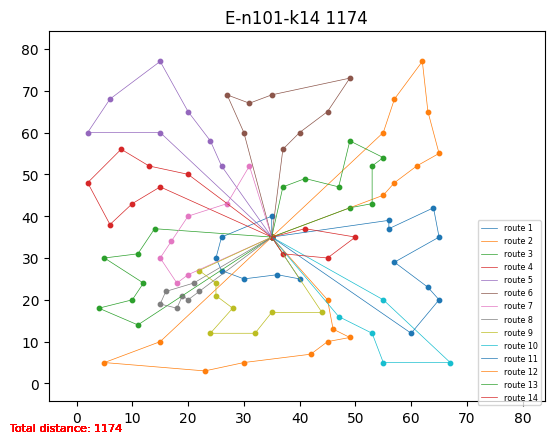 E-n101-k14 1174
80
70
60
50
40
30
20
10
0
route 1
route 2
route 3
route 4
route 5
route 6
route 7
route 8
route 9
route 10
route 11
route 12
route 13
route 14
0 10 20 30 40 50 60 70 80
Total distance: 1174